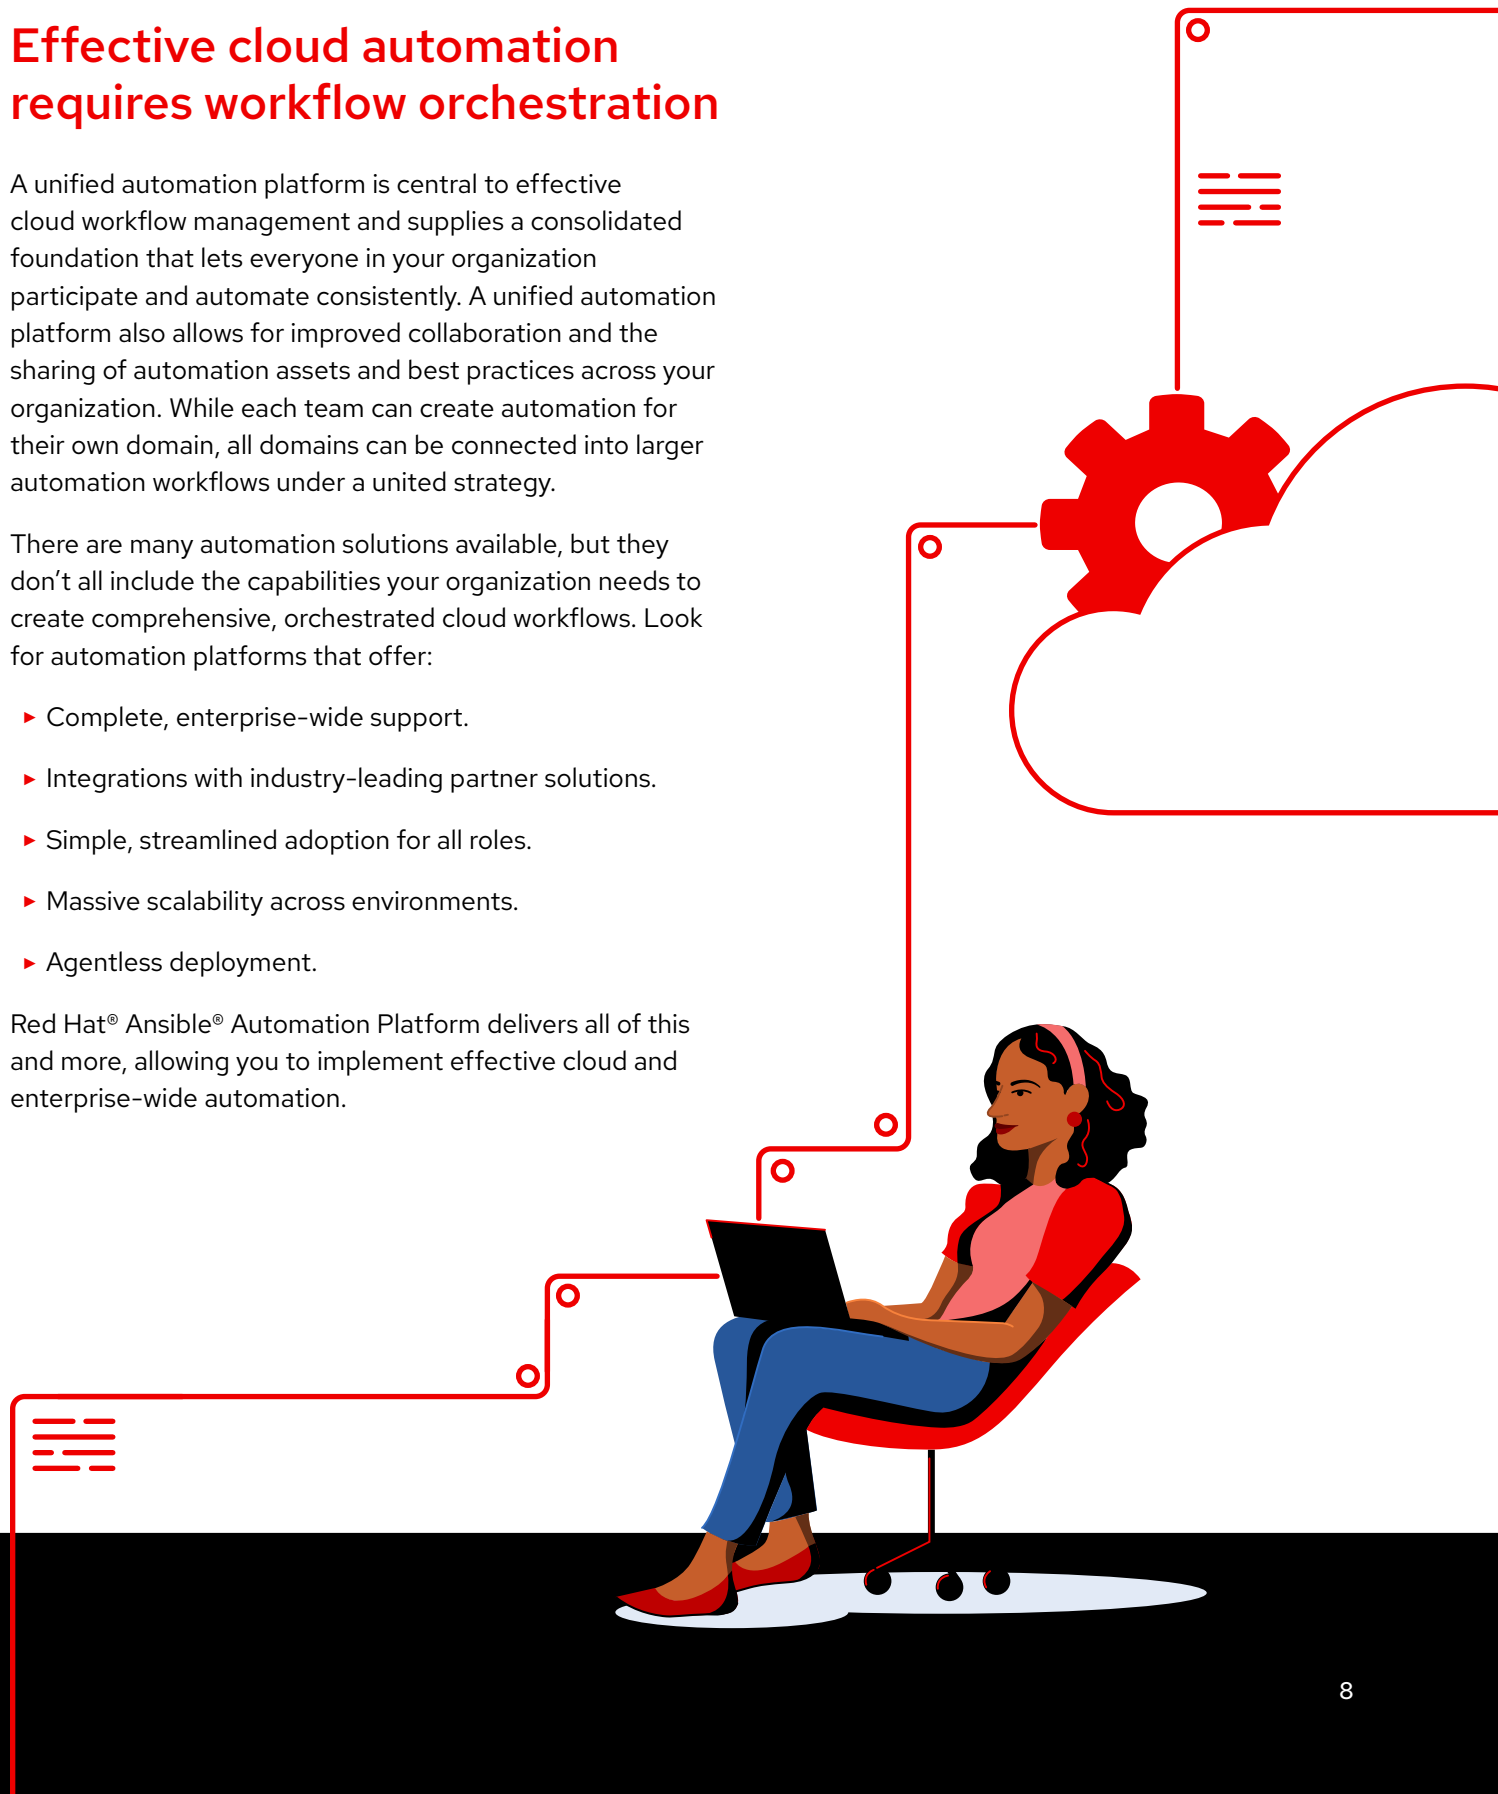 Effective cloud automation
requires workflow orchestration
A unified automation platform is central to effective
cloud workflow management and supplies a consolidated
foundation that lets everyone in your organization
participate and automate consistently. A unified automation
platform also allows for improved collaboration and the
sharing of automation assets and best practices across your
organization. While each team can create automation for
their own domain, all domains can be connected into larger
automation workflows under a united strategy.
There are many automation solutions available, but they
don’t all include the capabilities your organization needs to
create comprehensive, orchestrated cloud workflows. Look
for automation platforms that offer:
▸ Complete, enterprise-wide support.
▸ Integrations with industry-leading partner solutions.
▸ Simple, streamlined adoption for all roles.
▸ Massive scalability across environments.
▸ Agentless deployment.
Red Hat® Ansible® Automation Platform delivers all of this
and more, allowing you to implement effective cloud and
enterprise-wide automation.
8